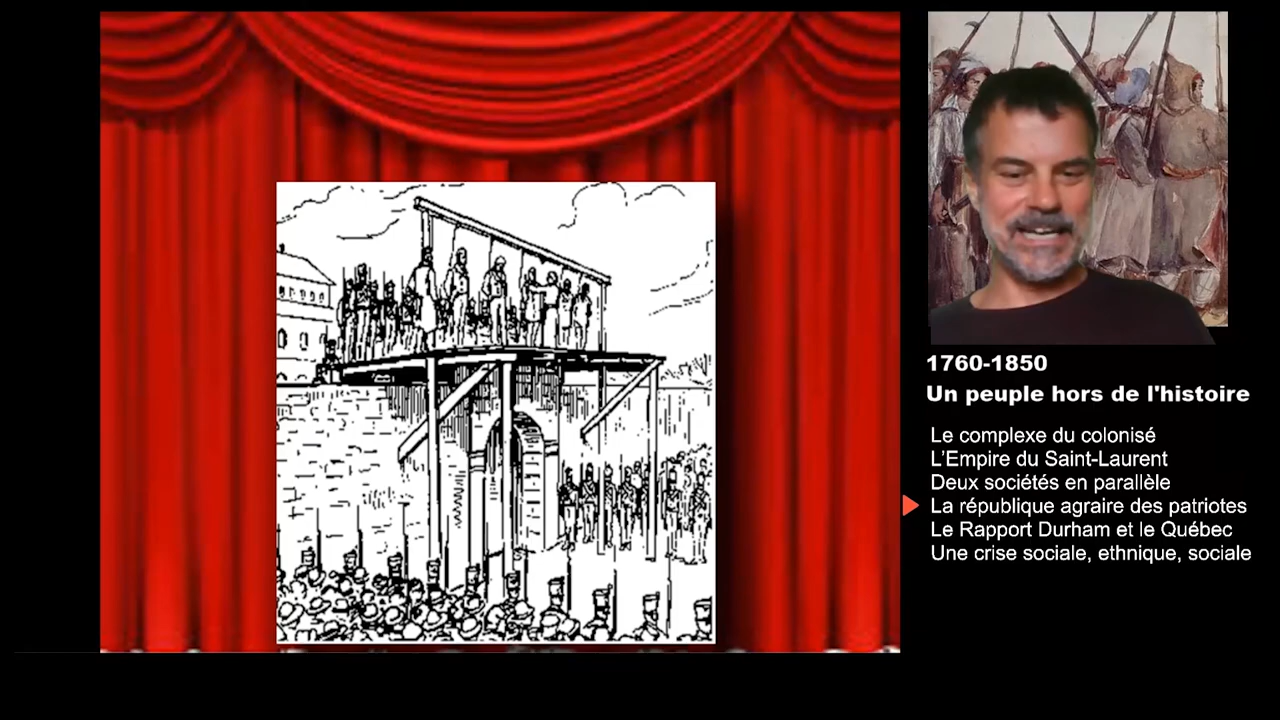 1760-1850
Un peuple hors de l'histoire
Le complexe du colonisé
L’Empire du Saint-Laurent
Deux sociétés en parallèle
La république agraire des patriotes
Le Rapport Durham et le Québec
Une crise sociale, ethnique, sociale